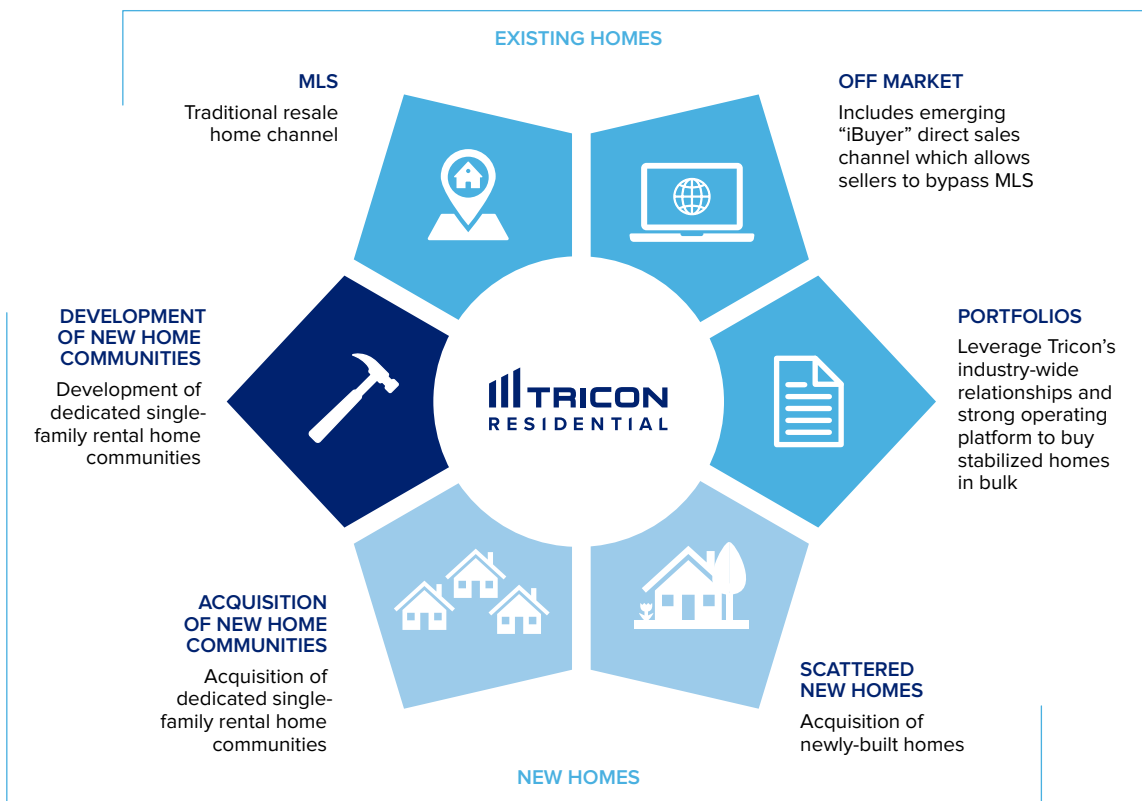 EXISTING HOMES
MLS
Traditional resale
home channel
OFF MARKET
Includes emerging
“iBuyer” direct sales
channel which allows
sellers to bypass MLS
DEVELOPMENT
OF NEW HOME
COMMUNITIES
Development of
dedicated single-
family rental home
communities
TRICON
RESIDENTIAL
PORTFOLIOS
Leverage Tricon’s
industry-wide
relationships and
strong operating
platform to buy
stabilized homes
in bulk
ACQUISITION
OF NEW HOME
COMMUNITIES
Acquisition of
dedicated single-
family rental home
communities
SCATTERED
NEW HOMES
Acquisition of
newly-built homes
NEW HOMES